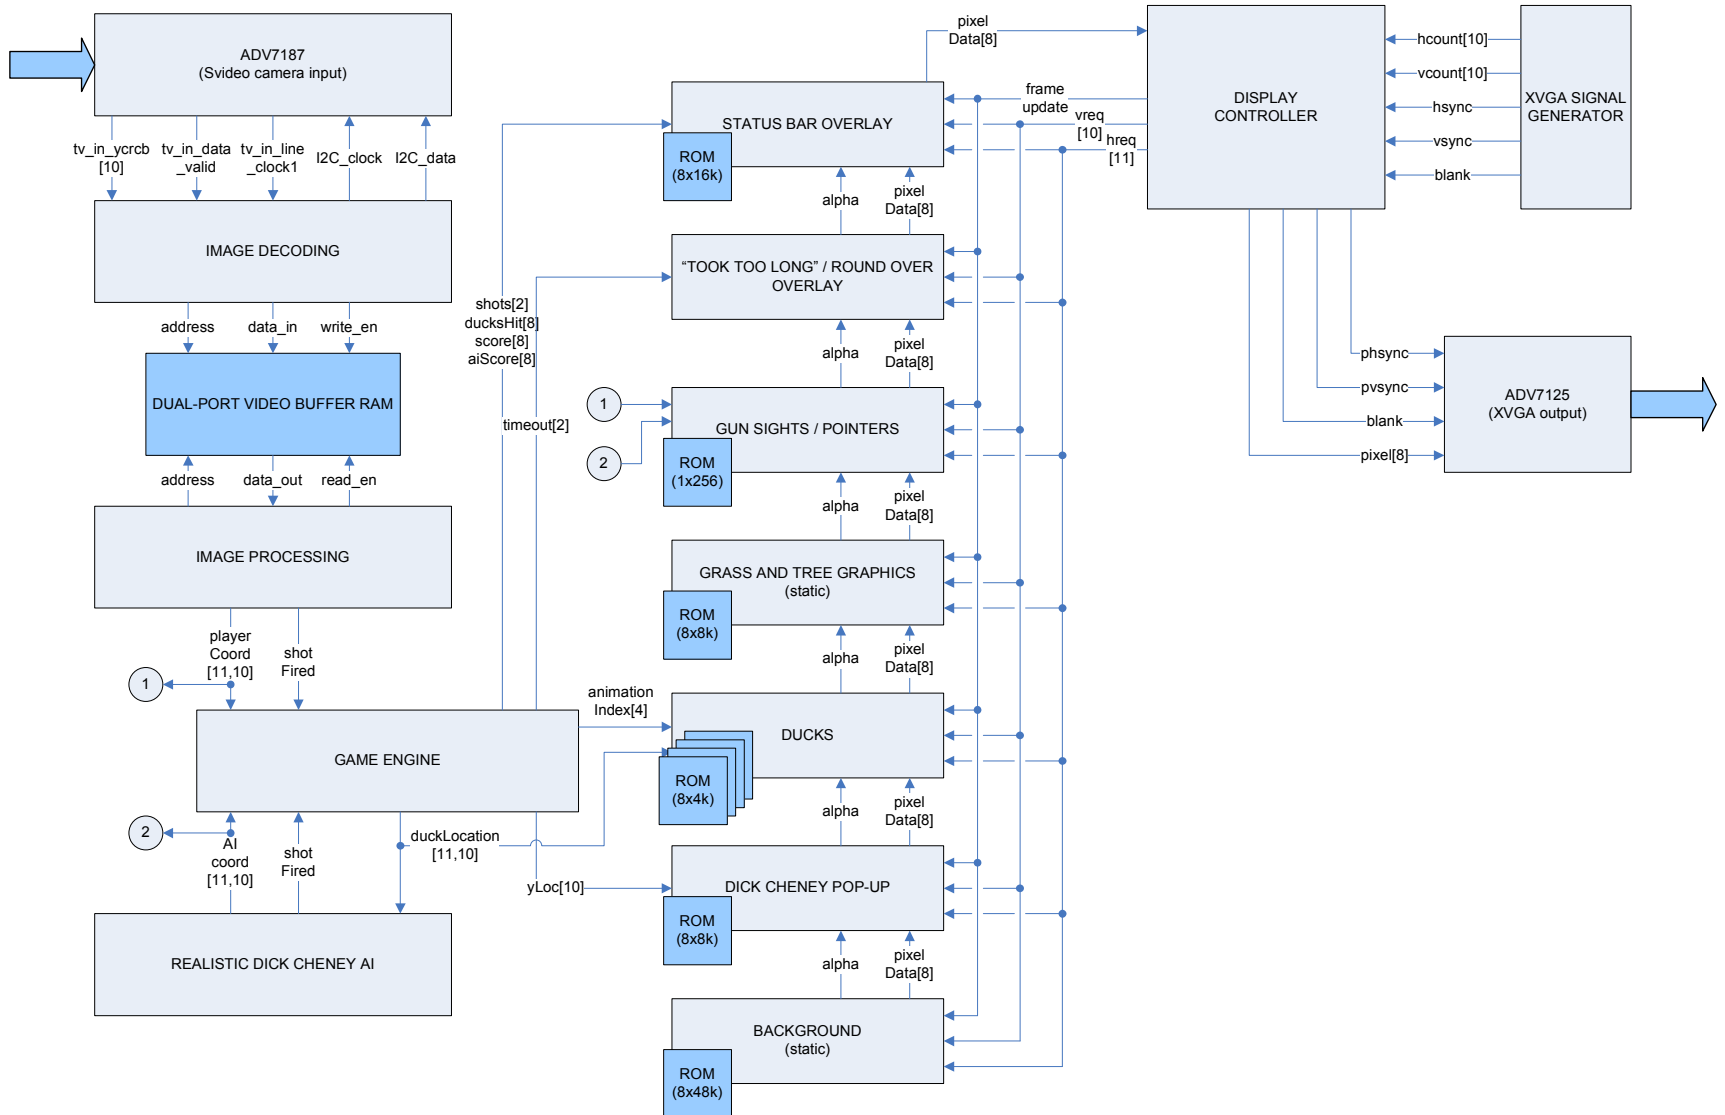 ADV7187
(Svideo camera input)
tv_in_ycrcb
[10]
tv_in_data
_valid
tv_in_line
_clock1
I2C_clock
I2C_data
IMAGE DECODING
address
data_in
write_en
DUAL-PORT VIDEO BUFFER RAM
address
data_out
read_en
IMAGE PROCESSING
player
Coord
[11,10]
shot
Fired
1
GAME ENGINE
2
AI
coord
[11,10]
shot
Fired
duckLocation
[11,10]
REALISTIC DICK CHENEY AI
shots[2]
ducksHit[8]
score[8]
aiScore[8]
timeout[2]
animation
Index[4]
yLoc[10]
pixel
Data[8]
STATUS BAR OVERLAY
ROM
(8x16k)
alpha
pixel
Data[8]
“TOOK TOO LONG” / ROUND OVER
OVERLAY
alpha
pixel
Data[8]
1
2
GUN SIGHTS / POINTERS
ROM
(1x256)
alpha
pixel
Data[8]
GRASS AND TREE GRAPHICS
(static)
ROM
(8x8k)
alpha
pixel
Data[8]
DUCKS
ROM
(8x4k)
alpha
pixel
Data[8]
DICK CHENEY POP-UP
ROM
(8x8k)
alpha
pixel
Data[8]
BACKGROUND
(static)
ROM
(8x48k)
frame
update
vreq
[10]
hreq
[11]
DISPLAY
CONTROLLER
hcount[10]
vcount[10]
hsync
vsync
blank
XVGA SIGNAL
GENERATOR
phsync
pvsync
blank
pixel[8]
ADV7125
(XVGA output)